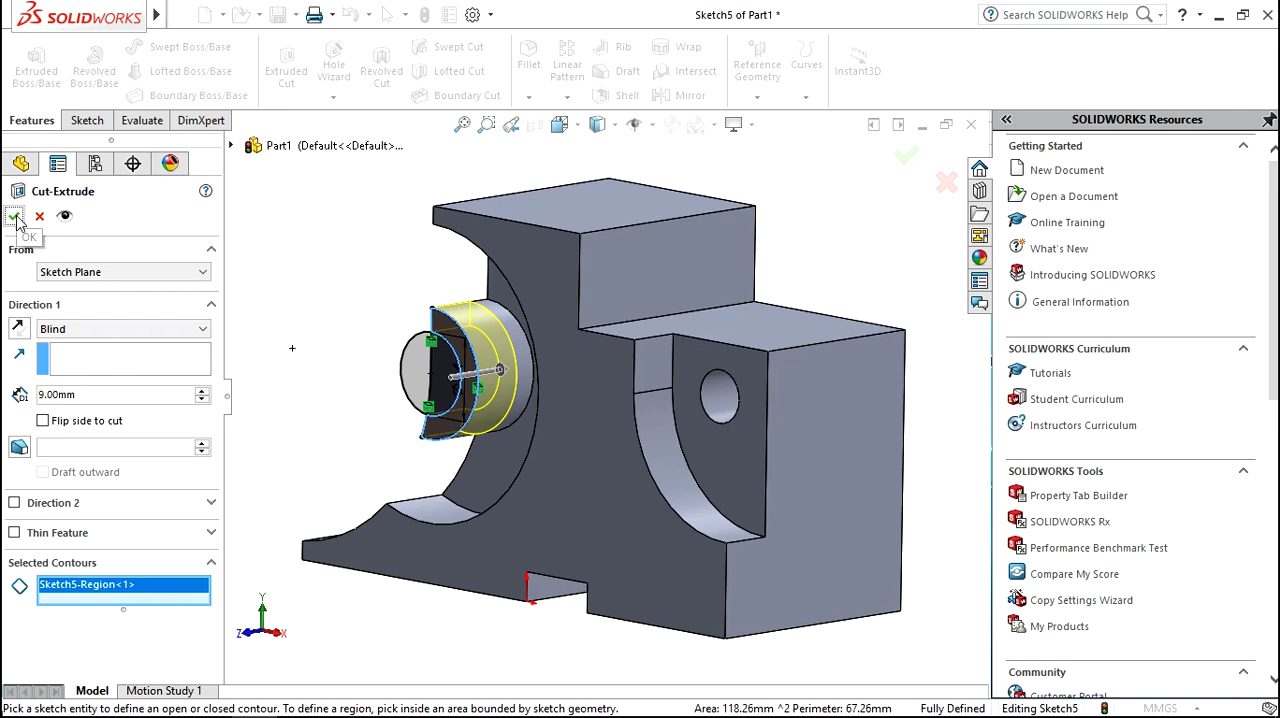 SOLIDWORKS
Sketch5 of Part1 *
Search SOLIDWORKS Help
?
Extruded Boss/Base
Revolved Boss/Base
Swept Boss/Base
Lofted Boss/Base
Boundary Boss/Base
Extruded Cut
Hole Wizard
Revolved Cut
Swept Cut
Lofted Cut
Boundary Cut
Fillet
Linear Pattern
Rib
Draft
Shell
Wrap
Intersect
Mirror
Reference Geometry
Curves
Instant3D
Features
Sketch
Evaluate
DimXpert
Part1 (Default<<Default>...
Cut-Extrude
OK
From
Sketch Plane
Direction 1
Blind
9.00mm
Flip side to cut
Draft outward
Direction 2
Thin Feature
Selected Contours
Sketch5-Region<1>
Y
Z
X
SOLIDWORKS Resources
Getting Started
New Document
Open a Document
Online Training
What's New
Introducing SOLIDWORKS
General Information
SOLIDWORKS Curriculum
Tutorials
Student Curriculum
Instructors Curriculum
SOLIDWORKS Tools
Property Tab Builder
SOLIDWORKS Rx
Performance Benchmark Test
Compare My Score
Copy Settings Wizard
My Products
Community
Customer Portal
Model
Motion Study 1
Pick a sketch entity to define an open or closed contour. To define a region, pick inside an area bounded by sketch geometry.
Area: 118.26mm ^2 Perimeter: 67.26mm
Fully Defined
Editing Sketch5
MMGS